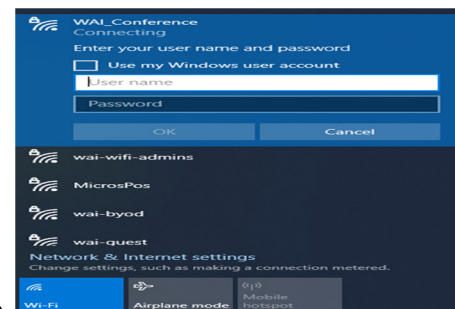 WAI_Conference
Connecting
Enter your user name and password
Use my Windows user account
User name
Password
OK
Cancel
wai-wifi-admins
MicrosPos
wai-byod
wai-guest
Network & Internet settings
Change settings, such as making a connection metered.
Wi-Fi
Airplane mode
Mobile
hotspot